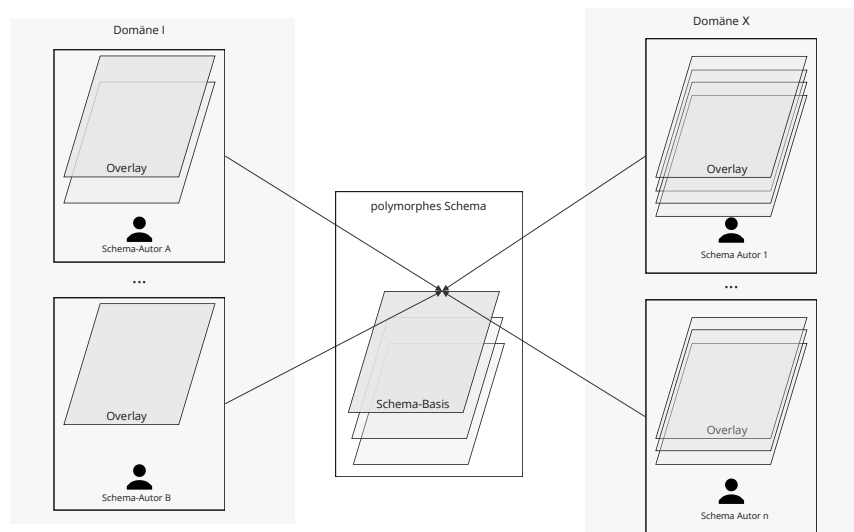 Domäne I
Overlay
Schema-Autor A
...
Overlay
Schema-Autor B
polymorphes Schema
Schema-Basis
Domäne X
Overlay
Schema Autor 1
...
Overlay
Schema Autor n